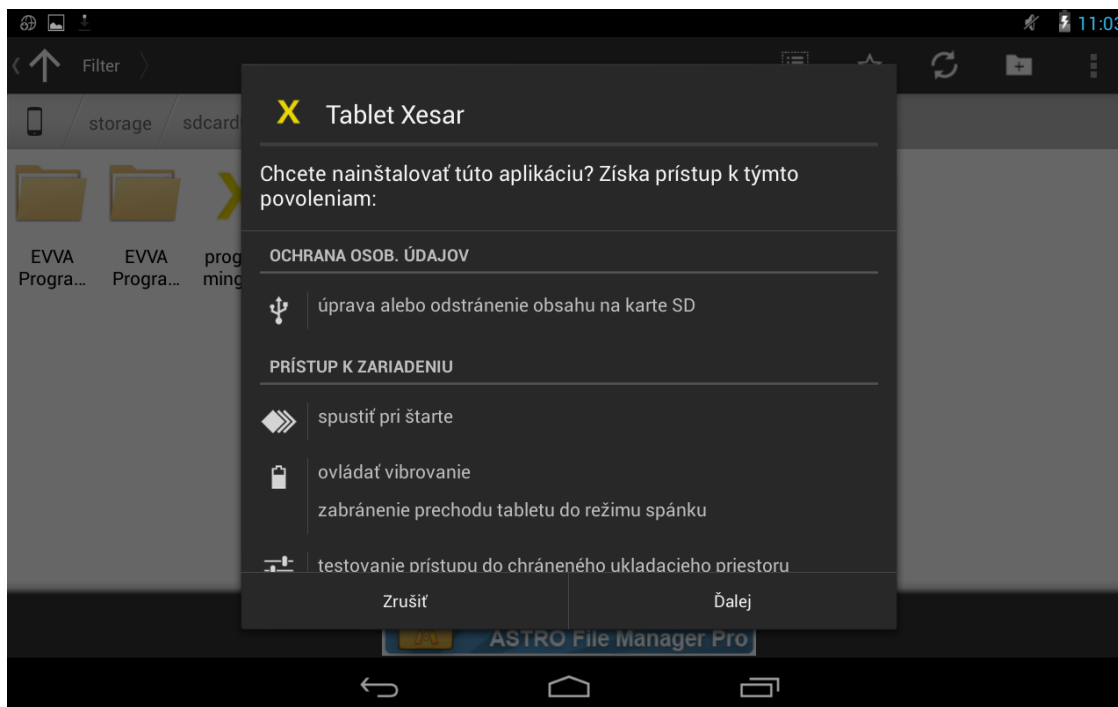 11:03
Filter
storage
sdcard
Tablet Xesar
Chcete nainštalovať túto aplikáciu? Získa prístup k týmto
povoleniam:
EVVA
Progra...
EVVA
Progra...
prog
ming
OCHRANA OSOB. ÚDAJOV
úprava alebo odstránenie obsahu na karte SD
PRÍSTUP K ZARIADENIU
spustiť pri štarte
ovládať vibrovanie
zabránenie prechodu tabletu do režimu spánku
testovanie prístupu do chráneného ukladacieho priestoru
Zrušiť
Ďalej
ASTRO File Manager Pro